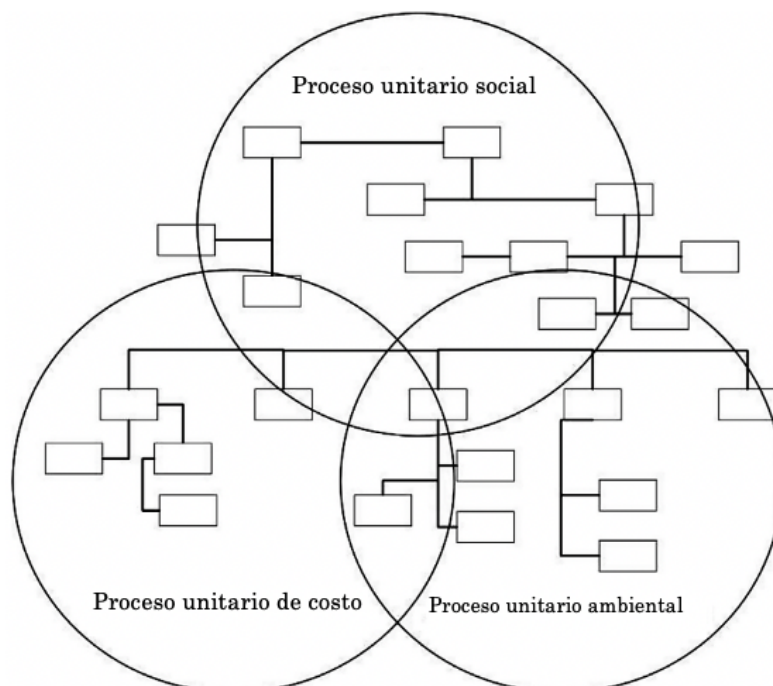 Proceso unitario social
Proceso unitario de costo
Proceso unitario ambiental